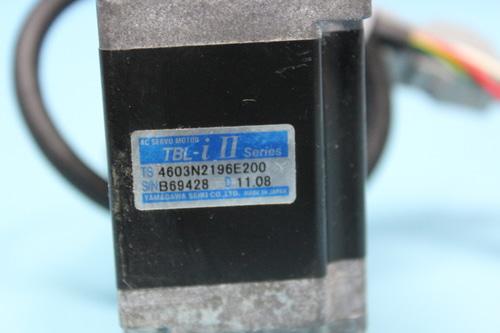 AC SERVO MOTOR
TBL-i II Series
TS 4603N2196E200
S/N B69428 D 11.08
TAMAGAWA SEIKI CO.,LTD. MADE IN JAPAN